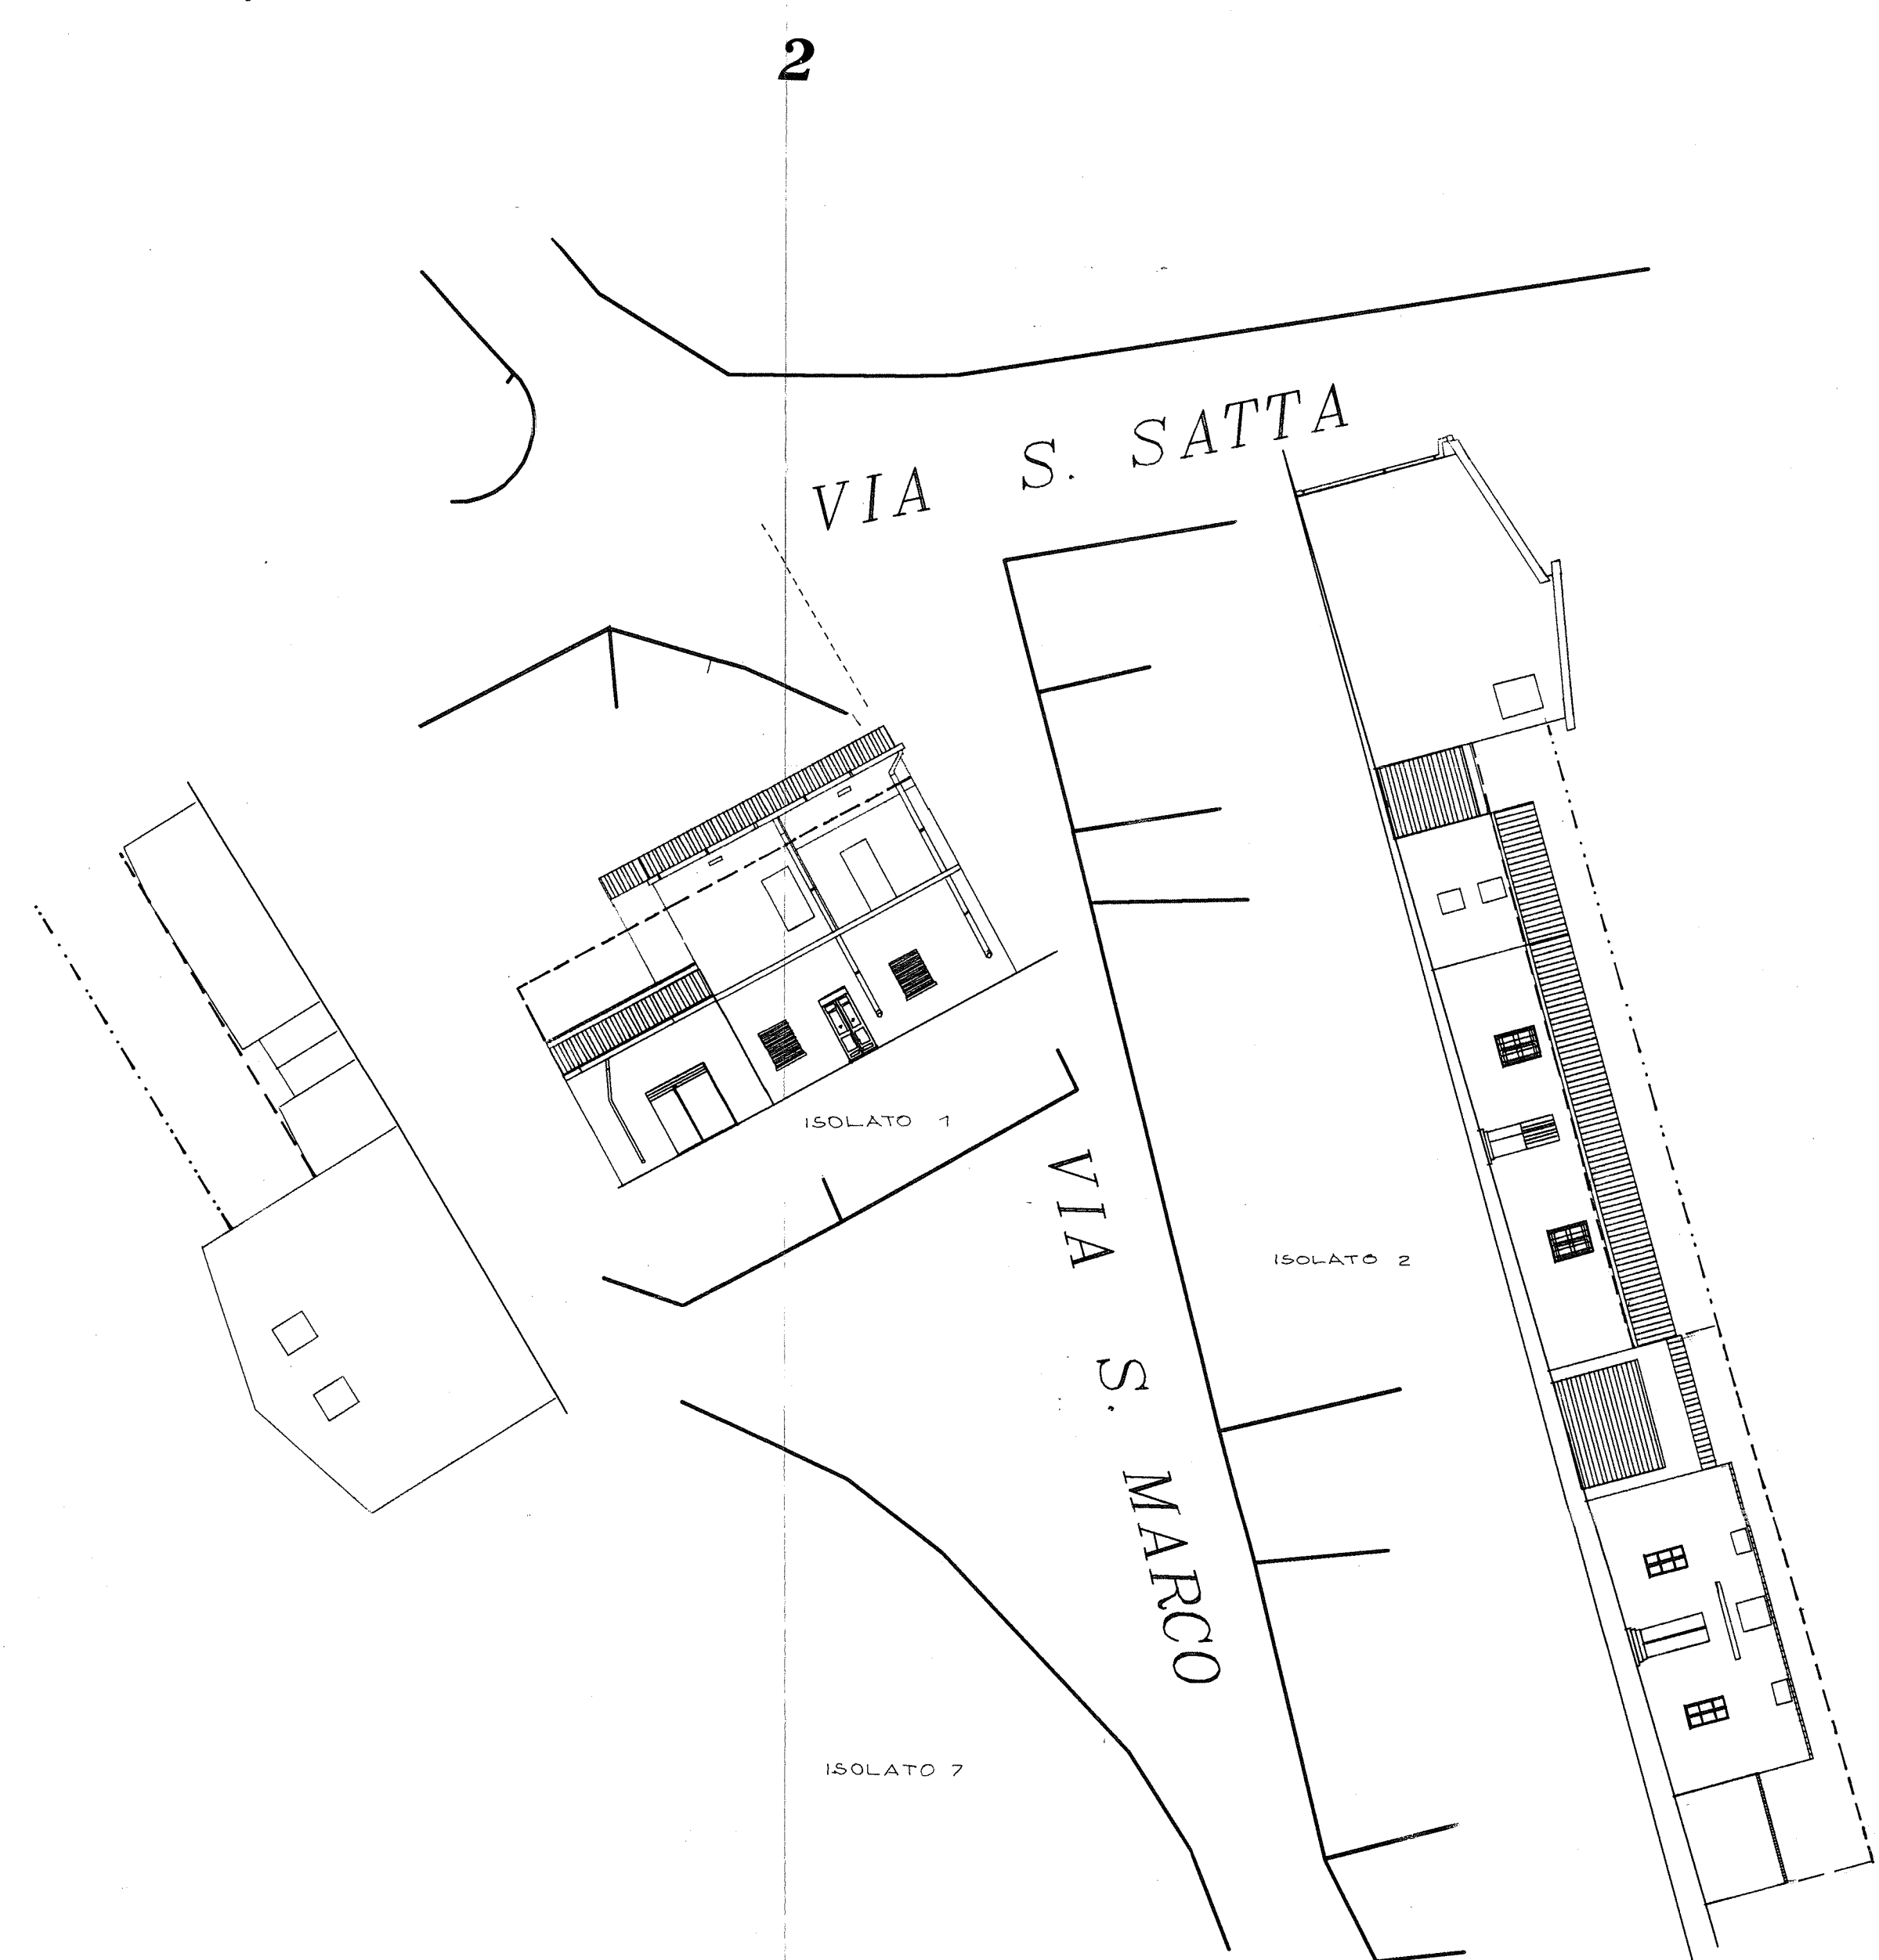 2
VIA S. SATTA
ISOLATO 1
VIA S. MARCO
ISOLATO 2
ISOLATO 7